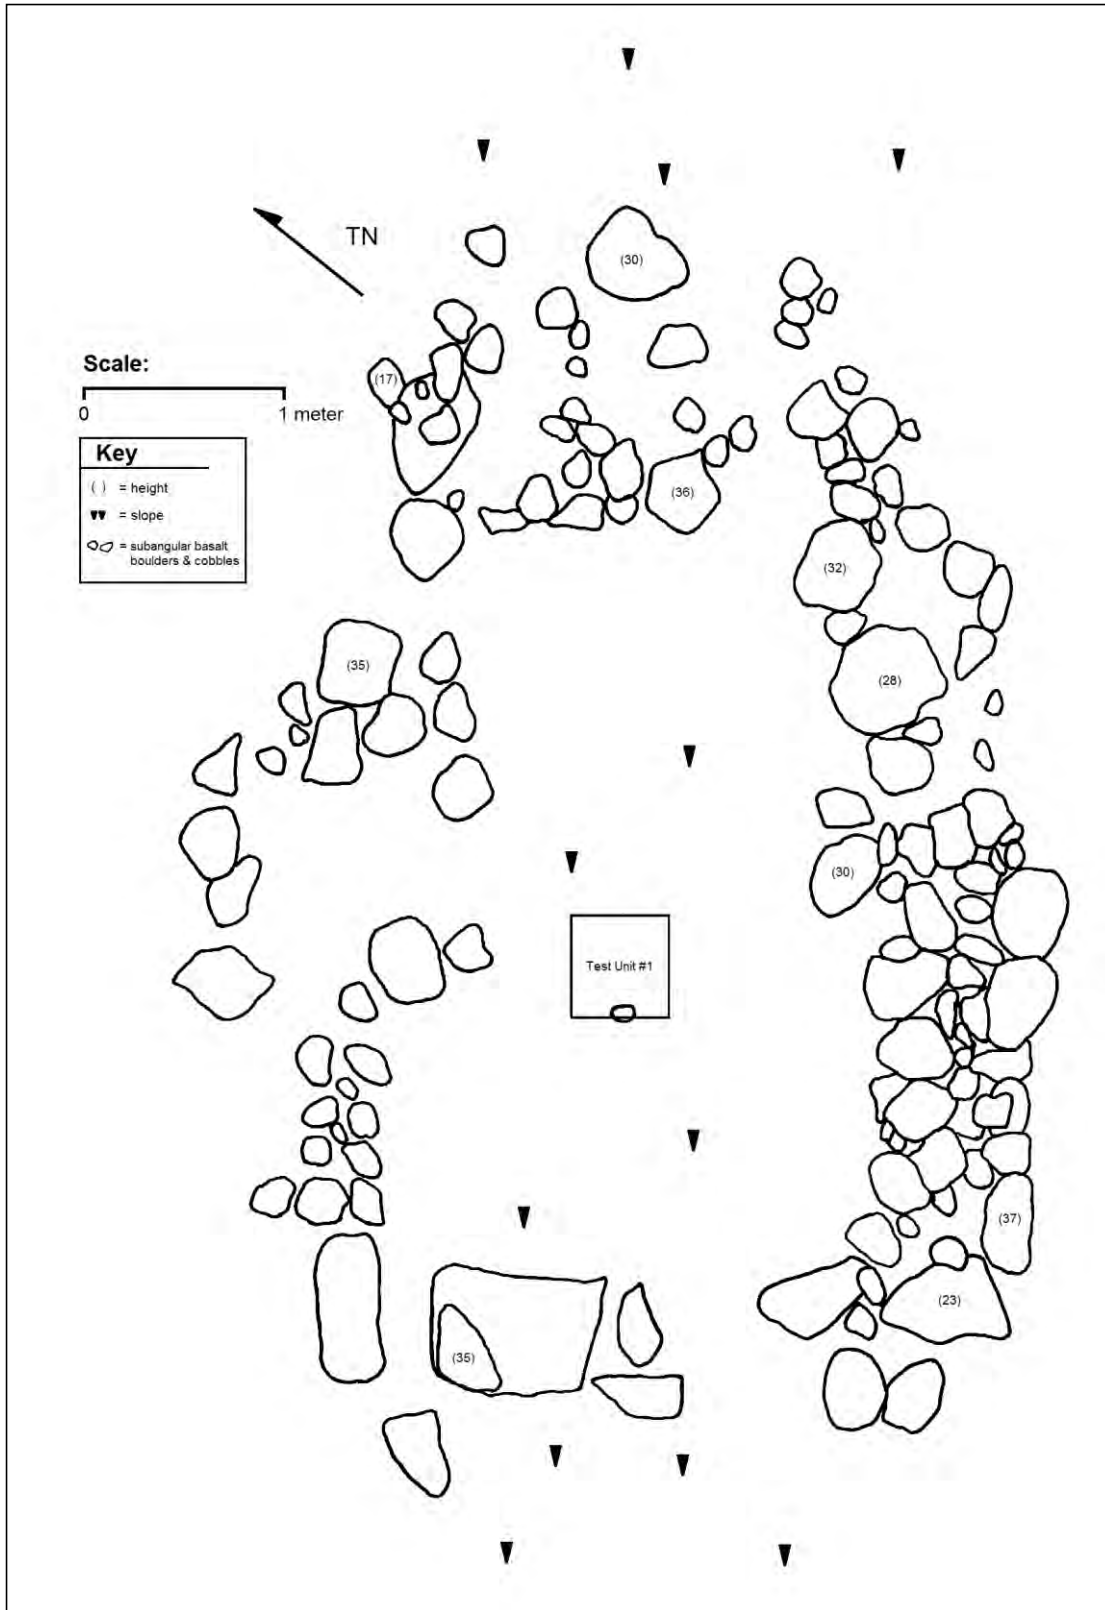 TN
(30)
Scale:
0 1 meter
(17)
Key
( ) = height
= slope
= subangular basalt
boulders & cobbles
(36)
(32)
(35)
(28)
(30)
Test Unit #1
(37)
(23)
(35)